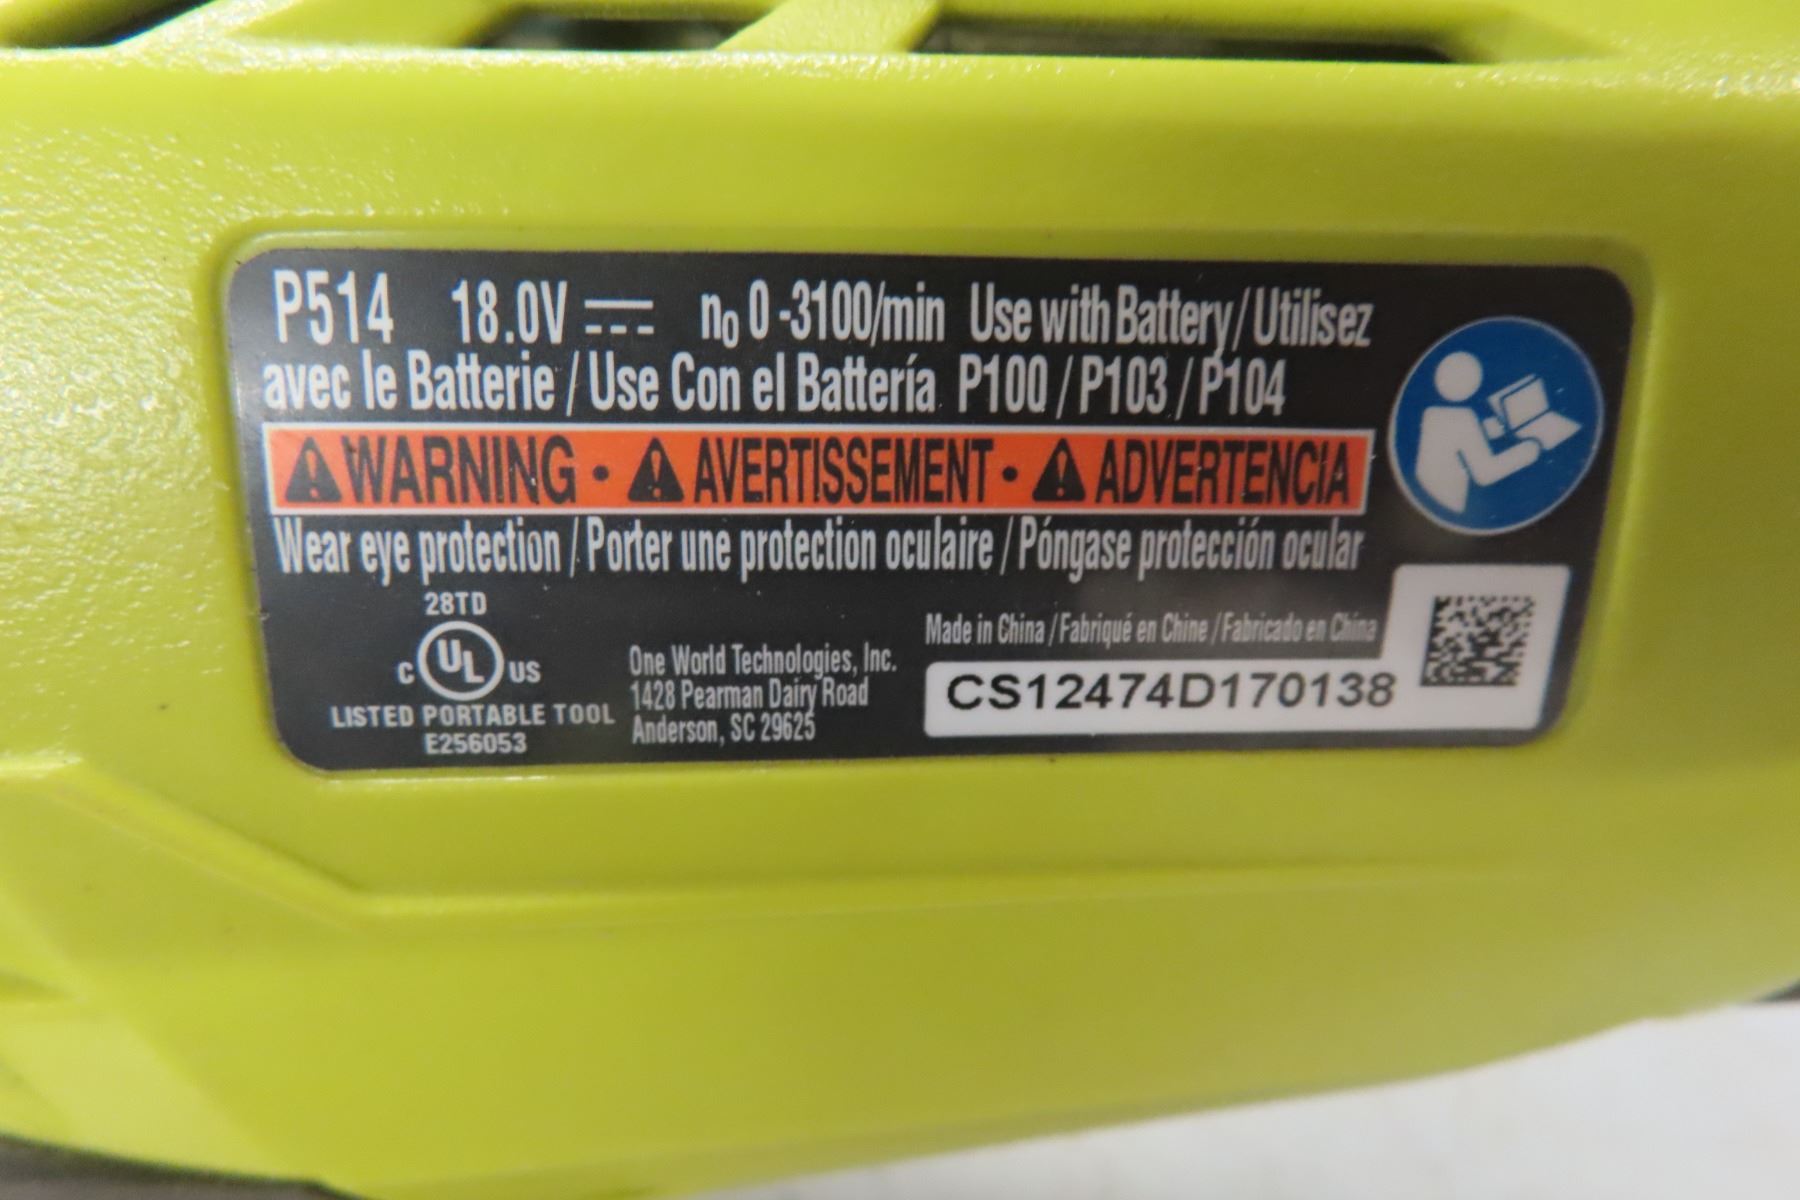 P514 18.0V n₀ 0-3100/min Use with Battery/Utilisez
avec le Batterie / Use Con el Battería P100 / P103 / P104
WARNING • AVERTISSEMENT • ADVERTENCIA
Wear eye protection / Porter une protection oculaire / Póngase protección ocular
28TD
C UL US
LISTED PORTABLE TOOL
E256053
One World Technologies, Inc.
1428 Pearman Dairy Road
Anderson, SC 29625
Made in China / Fabriqué en Chine / Fabricado en China
CS12474D170138